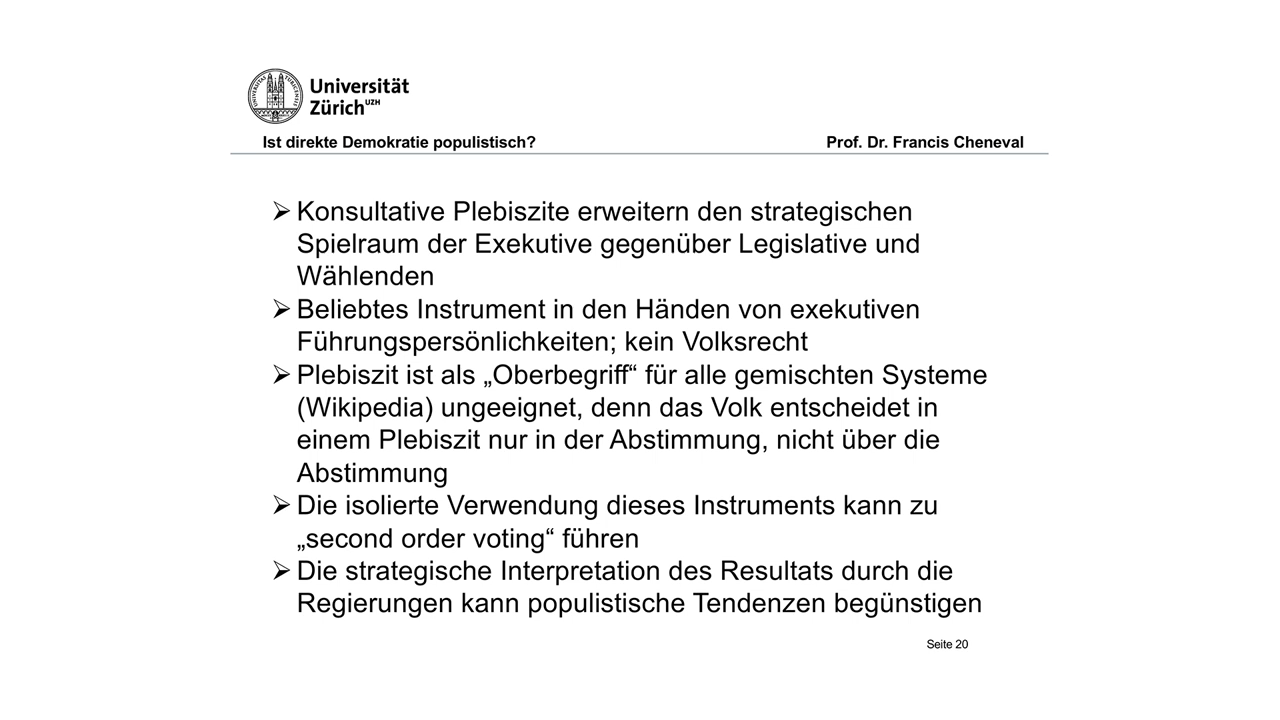 Universität
Zürich UZH
Ist direkte Demokratie populistisch? Prof. Dr. Francis Cheneval
➢ Konsultative Plebiszite erweitern den strategischen
Spielraum der Exekutive gegenüber Legislative und
Wählenden
➢ Beliebtes Instrument in den Händen von exekutiven
Führungspersönlichkeiten; kein Volksrecht
➢ Plebiszit ist als „Oberbegriff“ für alle gemischten Systeme
(Wikipedia) ungeeignet, denn das Volk entscheidet in
einem Plebiszit nur in der Abstimmung, nicht über die
Abstimmung
➢ Die isolierte Verwendung dieses Instruments kann zu
„second order voting“ führen
➢ Die strategische Interpretation des Resultats durch die
Regierungen kann populistische Tendenzen begünstigen
Seite 20